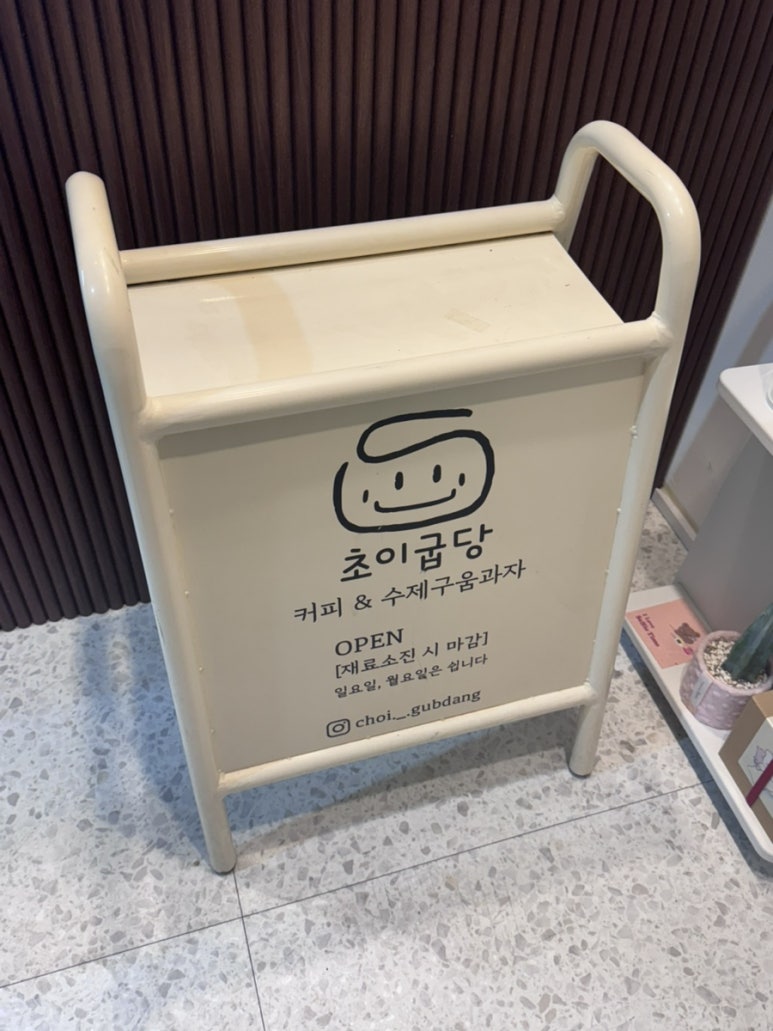 초이굽당
커피 & 수제구움과자
OPEN
[재료소진 시 마감]
일요일, 월요일은 쉽니다
choi._.gubdang